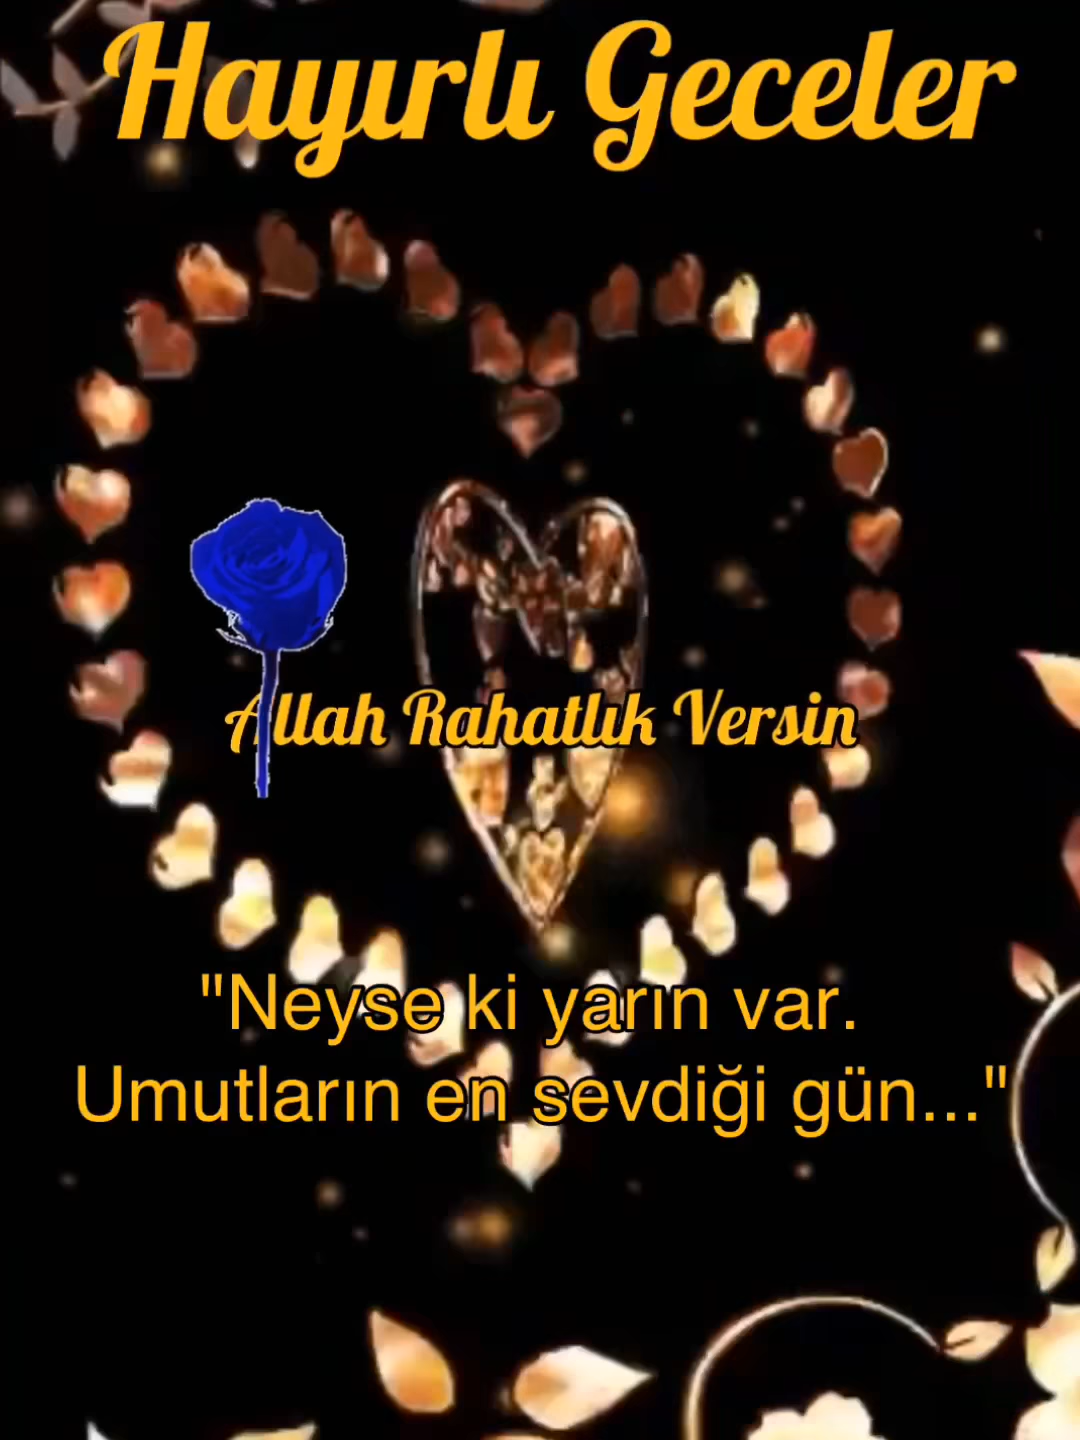 Hayırlı Geceler
Allah Rahatlık Versin
"Neyse ki yarın var.
Umutların en sevdiği gün..."